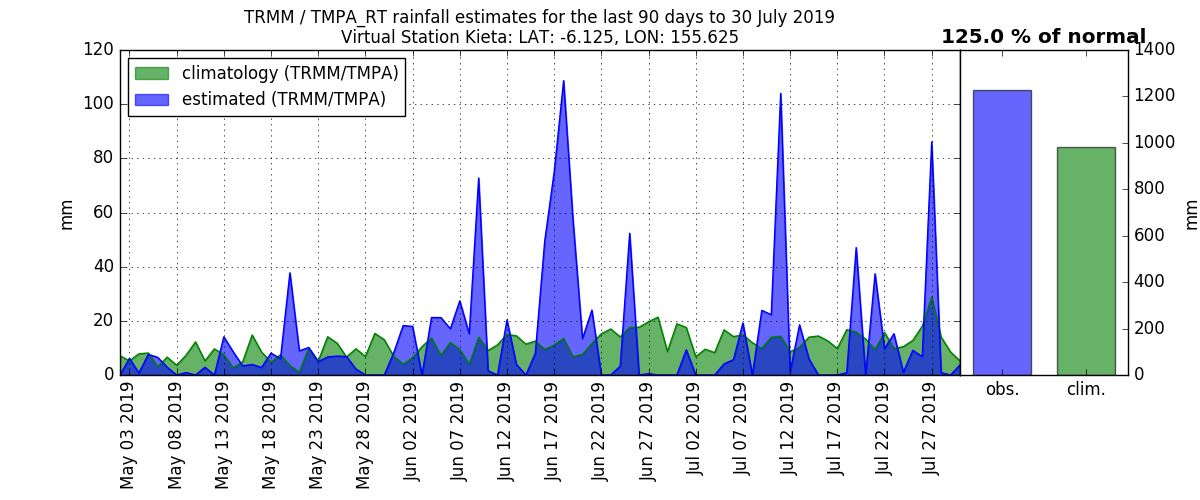 TRMM / TMPA_RT rainfall estimates for the last 90 days to 30 July 2019
Virtual Station Kieta: LAT: -6.125, LON: 155.625
125.0 % of normal
climatology (TRMM/TMPA)
estimated (TRMM/TMPA)
mm
120
100
80
60
40
20
0
May 03 2019
May 08 2019
May 13 2019
May 18 2019
May 23 2019
May 28 2019
Jun 02 2019
Jun 07 2019
Jun 12 2019
Jun 17 2019
Jun 22 2019
Jun 27 2019
Jul 02 2019
Jul 07 2019
Jul 12 2019
Jul 17 2019
Jul 22 2019
Jul 27 2019
obs.
clim.
1400
1200
1000
800
600
400
200
0
mm